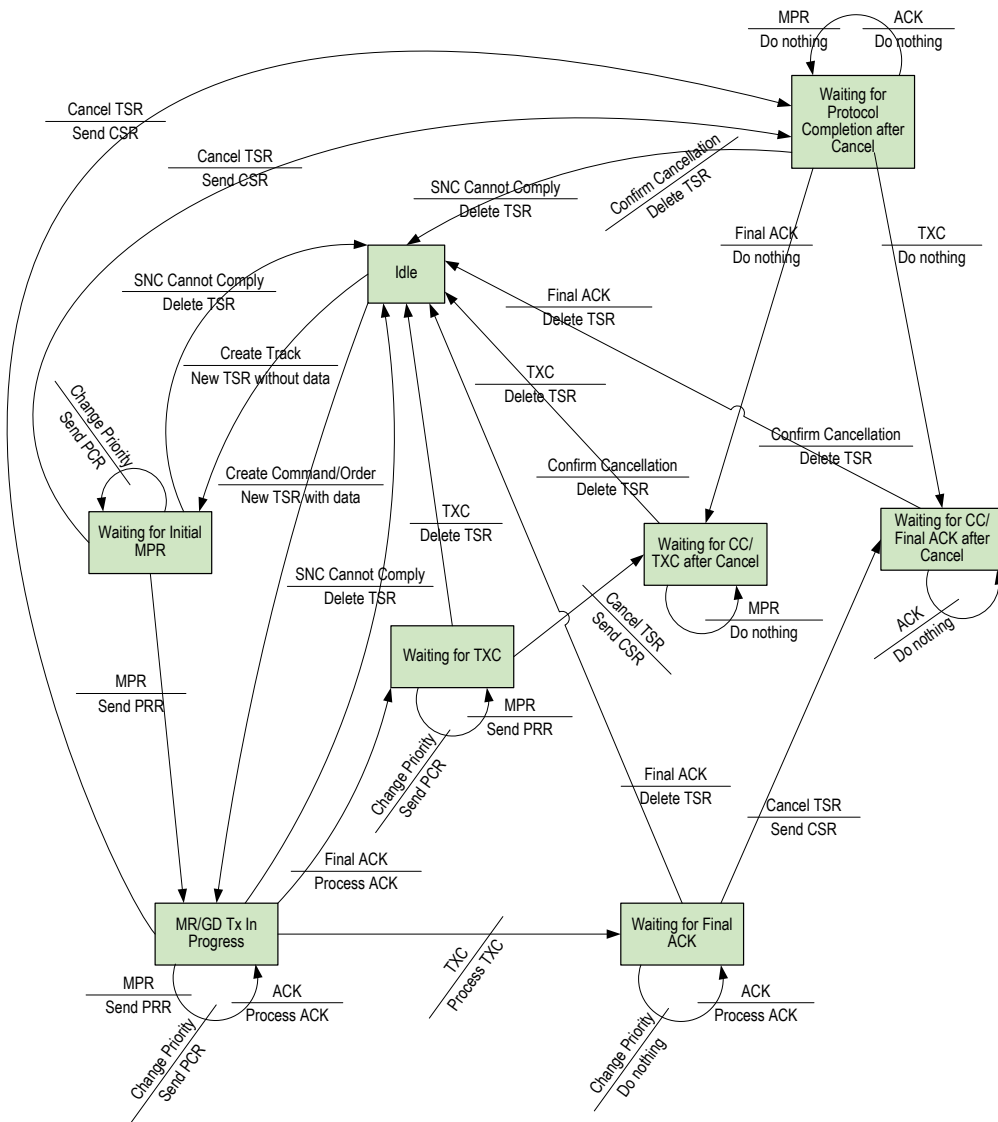 MPR
Do nothing
ACK
Do nothing
Waiting for
Protocol
Completion after
Cancel
Cancel TSR
Send CSR
Cancel TSR
Send CSR
Confirm Cancellation
Delete TSR
SNC Cannot Comply
Delete TSR
Final ACK
Do nothing
TXC
Do nothing
Idle
SNC Cannot Comply
Delete TSR
Final ACK
Delete TSR
Create Track
New TSR without data
TXC
Delete TSR
Change Priority
Send PCR
Confirm Cancellation
Delete TSR
Create Command/Order
New TSR with data
Confirm Cancellation
Delete TSR
Waiting for Initial
MPR
TXC
Delete TSR
Waiting for CC/
TXC after Cancel
Waiting for CC/
Final ACK after
Cancel
SNC Cannot Comply
Delete TSR
Cancel TSR
Send CSR
MPR
Do nothing
ACK
Do nothing
Waiting for TXC
MPR
Send PRR
MPR
Send PRR
Change Priority
Send PCR
Final ACK
Delete TSR
Cancel TSR
Send CSR
Final ACK
Process ACK
MR/GD Tx In
Progress
Waiting for Final
ACK
TXC
Process TXC
MPR
Send PRR
ACK
Process ACK
Change Priority
Send PCR
ACK
Process ACK
Change Priority
Do nothing